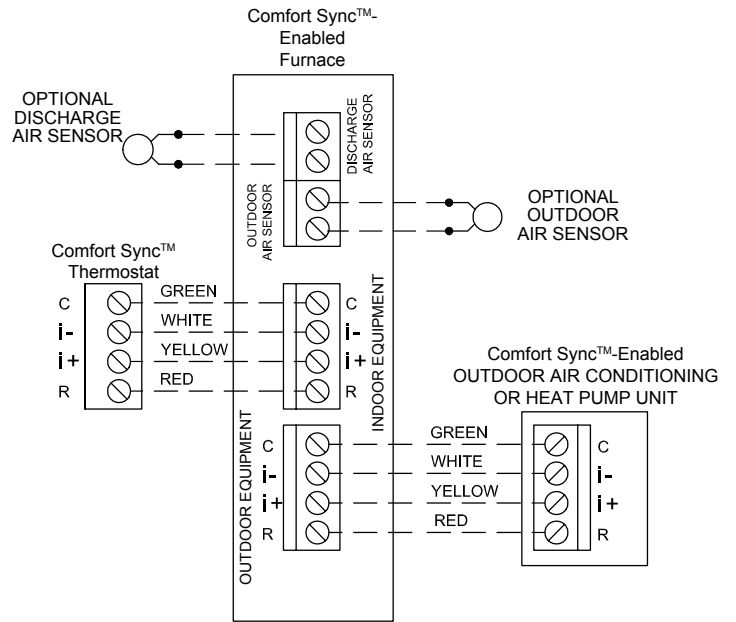 Comfort Sync™-
Enabled
Furnace
OPTIONAL
DISCHARGE
AIR SENSOR
DISCHARGE
AIR SENSOR
OUTDOOR
AIR SENSOR
OPTIONAL
OUTDOOR
AIR SENSOR
Comfort Sync™
Thermostat
C
i-
i+
R
GREEN
WHITE
YELLOW
RED
C
i-
i+
R
INDOOR EQUIPMENT
OUTDOOR EQUIPMENT
C
i-
i+
R
GREEN
WHITE
YELLOW
RED
Comfort Sync™-Enabled
OUTDOOR AIR CONDITIONING
OR HEAT PUMP UNIT
C
i-
i+
R